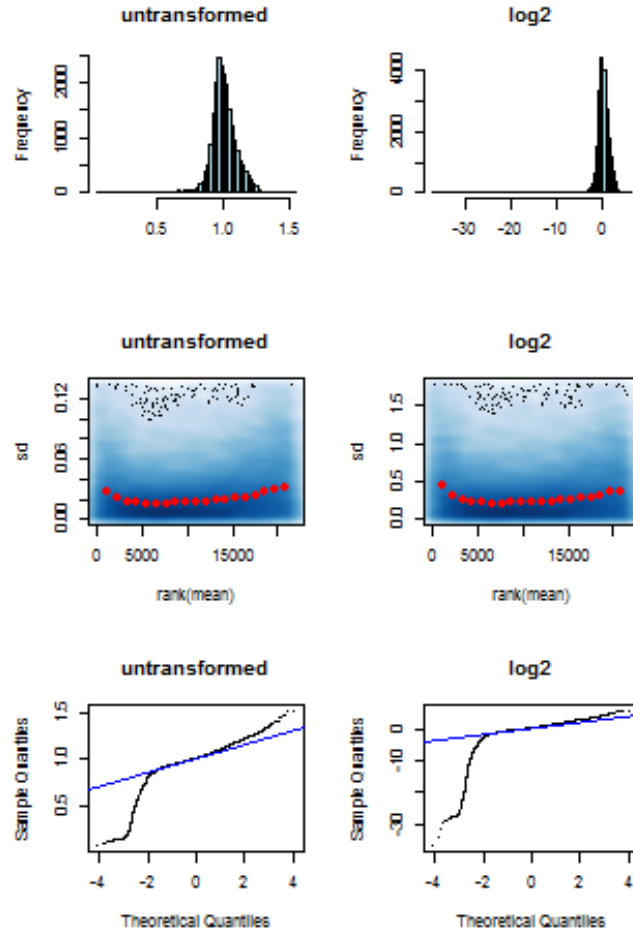 untransformed
log2
Frequency
0 1000 2000
0.5 1.0 1.5
Frequency
0 2000 4000
−30 −20 −10 0
untransformed
log2
sd
0.00 0.06 0.12
0 5000 15000
rank(mean)
sd
0.0 0.5 1.0 1.5
0 5000 15000
rank(mean)
untransformed
log2
Sample Quantiles
0.5 1.0 1.5
−4 −2 0 2 4
Theoretical Quantiles
Sample Quantiles
−30 −10 0
−4 −2 0 2 4
Theoretical Quantiles